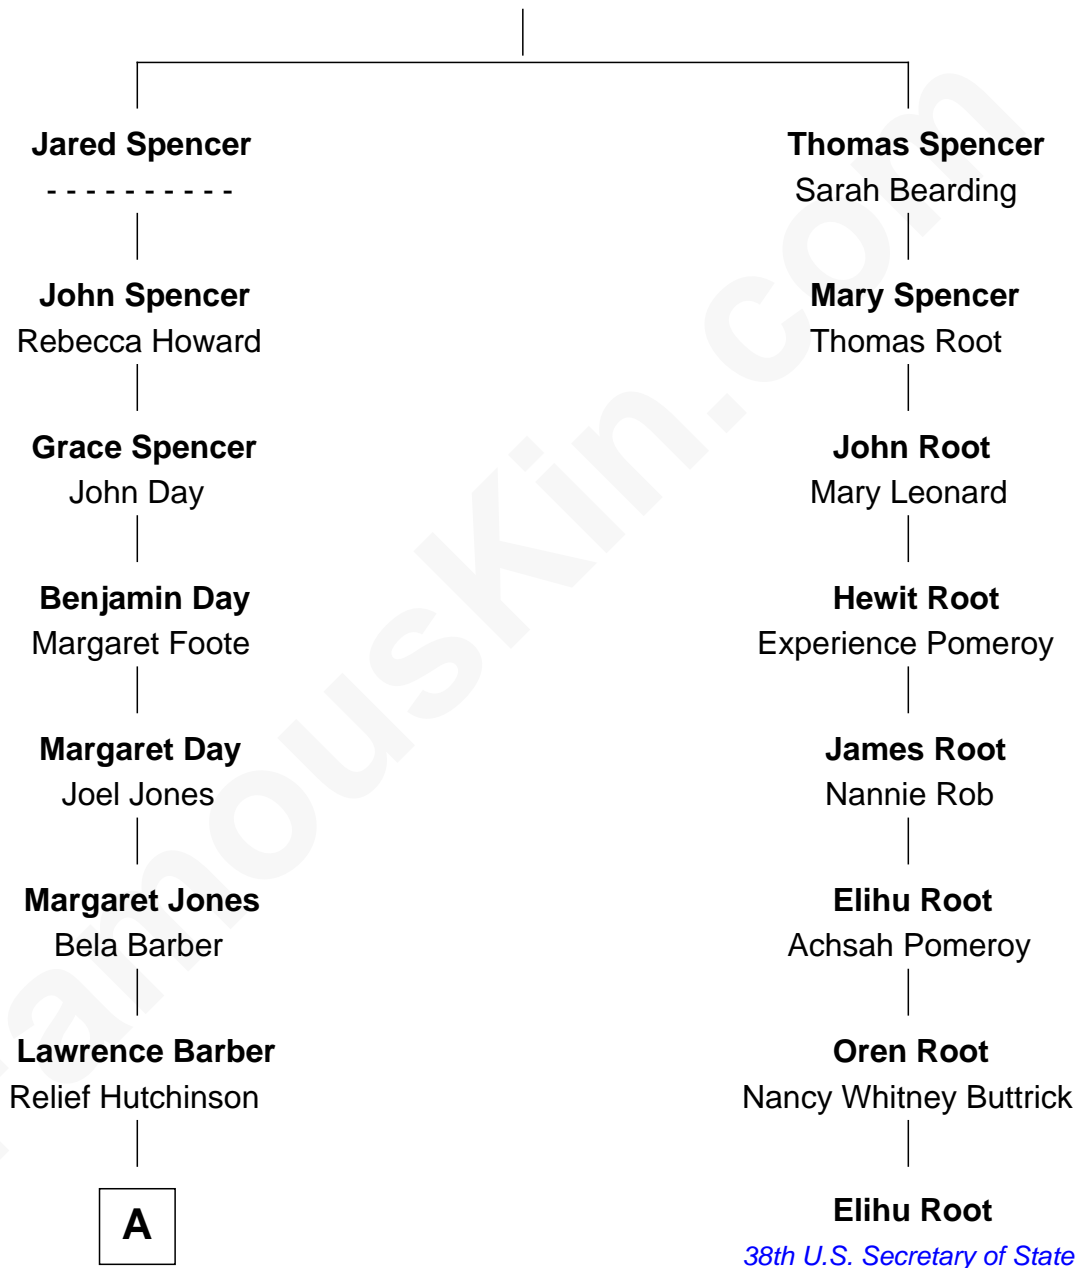 Jared Spencer
- - - - - - - - - -
John Spencer
Rebecca Howard
Grace Spencer
John Day
Benjamin Day
Margaret Foote
Margaret Day
Joel Jones
Margaret Jones
Bela Barber
Lawrence Barber
Relief Hutchinson
A
Thomas Spencer
Sarah Bearding
Mary Spencer
Thomas Root
John Root
Mary Leonard
Hewit Root
Experience Pomeroy
James Root
Nannie Rob
Elihu Root
Achsah Pomeroy
Oren Root
Nancy Whitney Buttrick
Elihu Root
38th U.S. Secretary of State
FamousKin.com